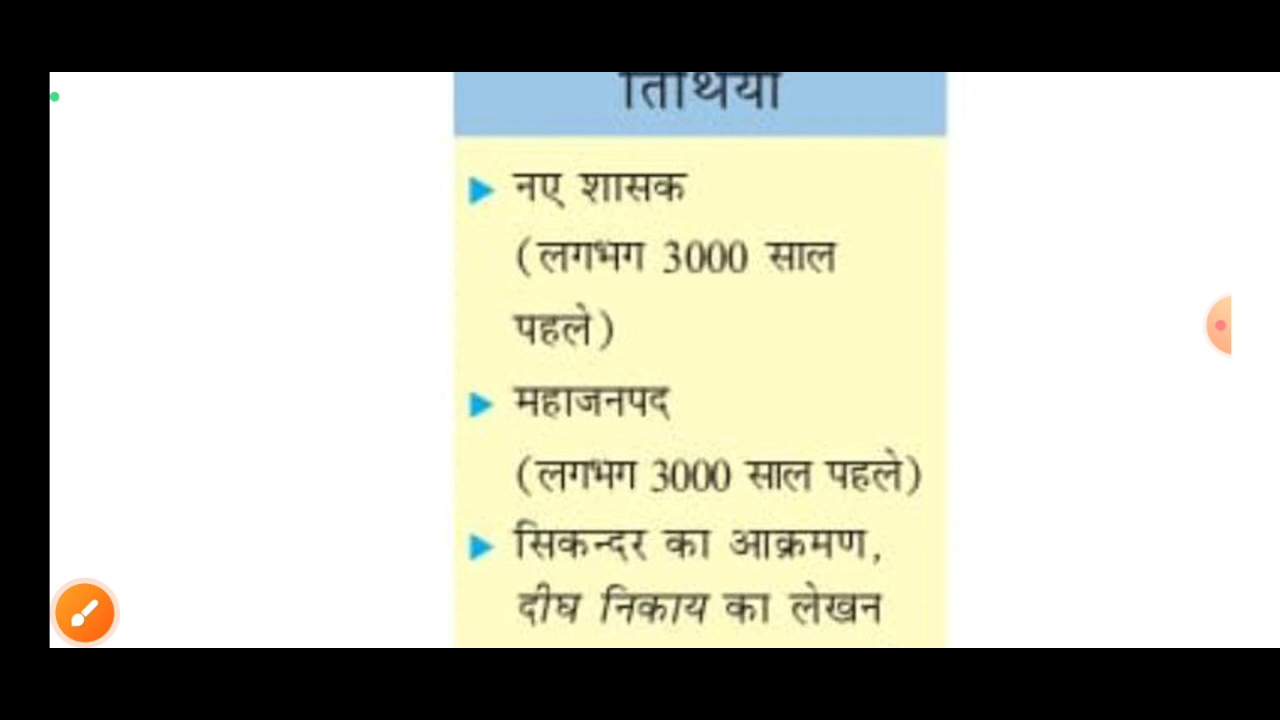 तिथियाँ
नए शासक
(लगभग 3000 साल
पहले)
महाजनपद
(लगभग 3000 साल पहले)
सिकन्दर का आक्रमण,
दीघ निकाय का लेखन